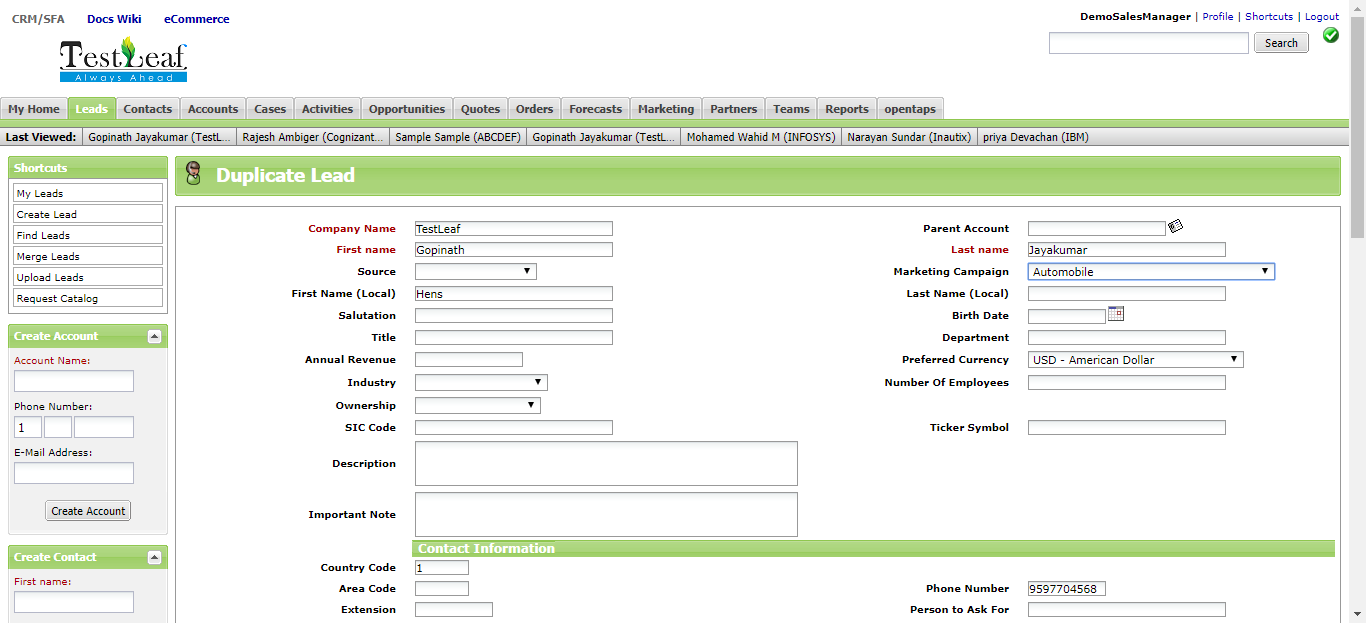 CRM/SFA Docs Wiki eCommerce
DemoSalesManager | Profile | Shortcuts | Logout
TestLeaf
Always Ahead
Search
My Home Leads Contacts Accounts Cases Activities Opportunities Quotes Orders Forecasts Marketing Partners Teams Reports opentaps
Last Viewed: Gopinath Jayakumar (TestL... Rajesh Ambiger (Cognizant... Sample Sample (ABCDEF) Gopinath Jayakumar (TestL... Mohamed Wahid M (INFOSYS) Narayan Sundar (Inautix) priya Devachan (IBM)
Shortcuts
My Leads
Create Lead
Find Leads
Merge Leads
Upload Leads
Request Catalog
Create Account
Account Name:
Phone Number:
1
E-Mail Address:
Create Account
Create Contact
First name:
Duplicate Lead
Company Name TestLeaf Parent Account
First name Gopinath Last name Jayakumar
Source Marketing Campaign Automobile
First Name (Local) Hens Last Name (Local)
Salutation Birth Date
Title Department
Annual Revenue Preferred Currency USD - American Dollar
Industry Number Of Employees
Ownership
SIC Code Ticker Symbol
Description
Important Note
Contact Information
Country Code 1
Area Code Phone Number 9597704568
Extension Person to Ask For